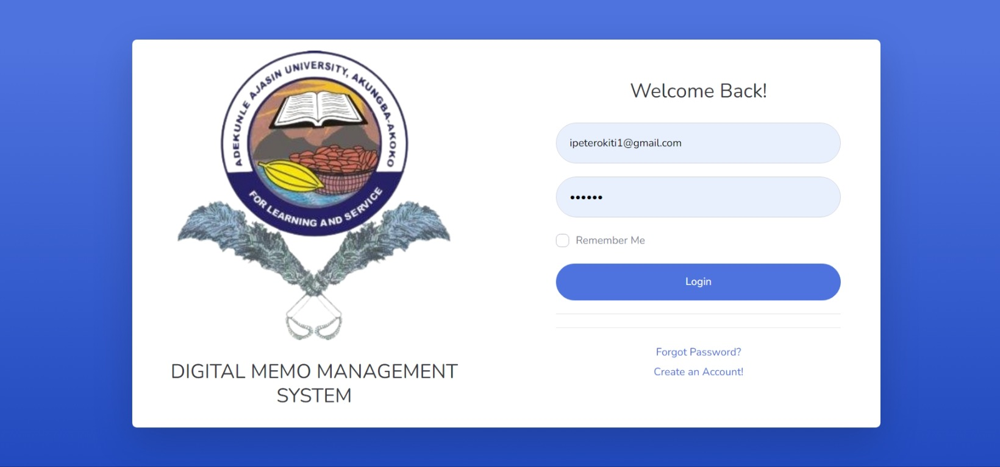 ADEKUNLE AJASIN UNIVERSITY, AKUNGBA-AKOKO
FOR LEARNING AND SERVICE
DIGITAL MEMO MANAGEMENT
SYSTEM
Welcome Back!
ipeterokiti1@gmail.com
••••••
Remember Me
Login
Forgot Password?
Create an Account!